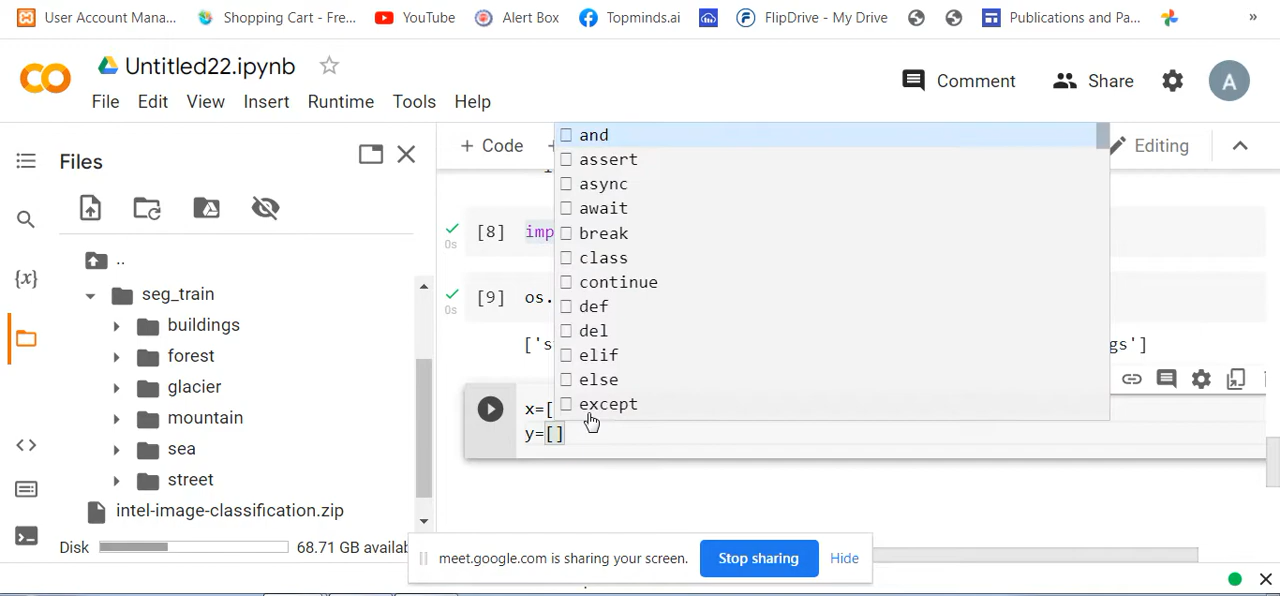 User Account Mana... Shopping Cart - Fre... YouTube Alert Box Topminds.ai FlipDrive - My Drive Publications and Pa... »
CO Untitled22.ipynb Comment Share A
File Edit View Insert Runtime Tools Help
Files
+ Code + Editing
..
seg_train
buildings
forest
glacier
mountain
sea
street
intel-image-classification.zip
Disk 68.71 GB availab
{x}
and
assert
async
await
break
class
continue
def
del
elif
else
except
[8] imp
0s
[9] os.
0s
['s gs']
x=[
y=[]
meet.google.com is sharing your screen. Stop sharing Hide